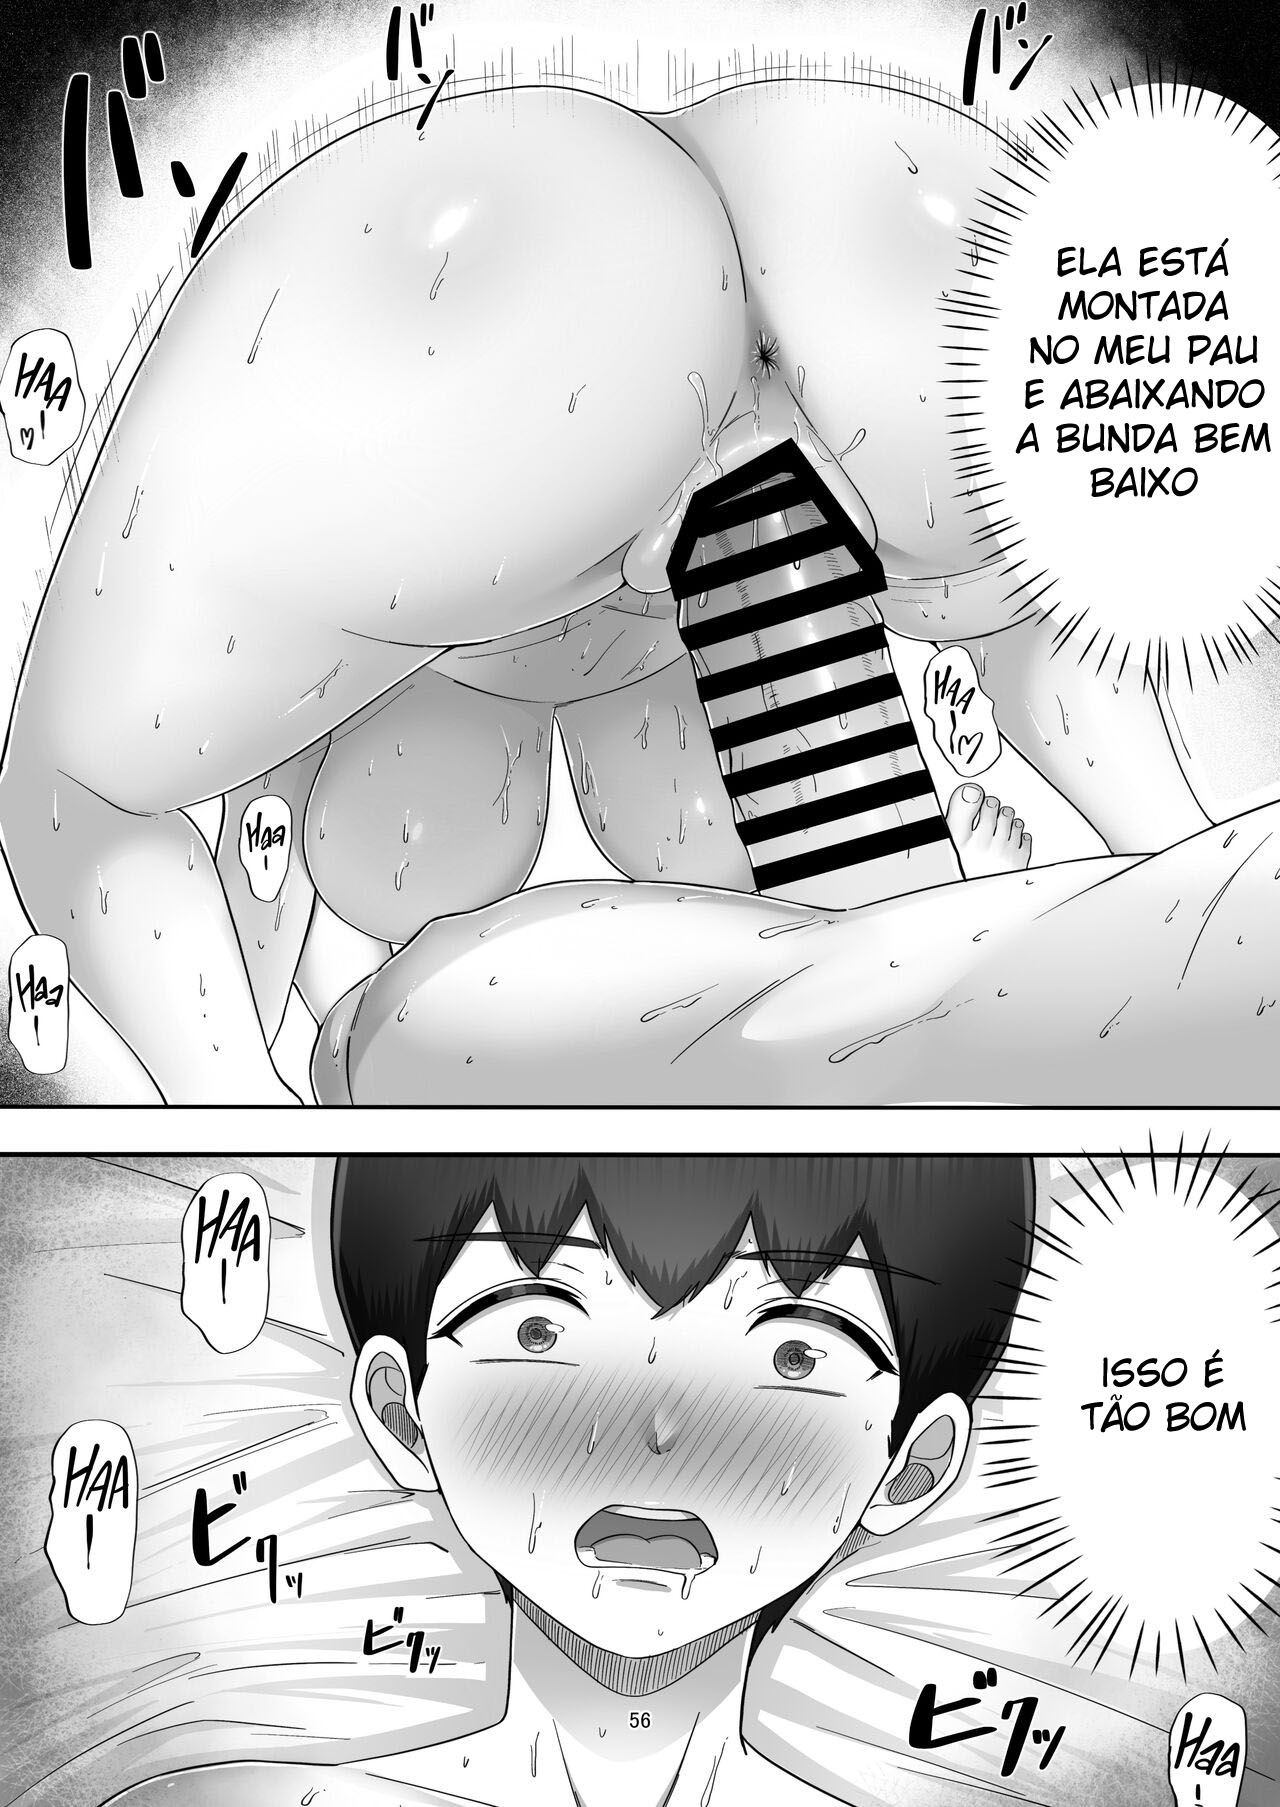 バン
バン
バン
ELA ESTÁ
MONTADA
NO MEU PAU
E ABAIXANDO
A BUNDA BEM
BAIXO
HAA
!♡
HAA
!♡
HAA
!
HAA
!
HAA
!
ISSO É
TÃO BOM
HAA
!
ビクッ
ビクッ
ビクッ
HAA
!
56